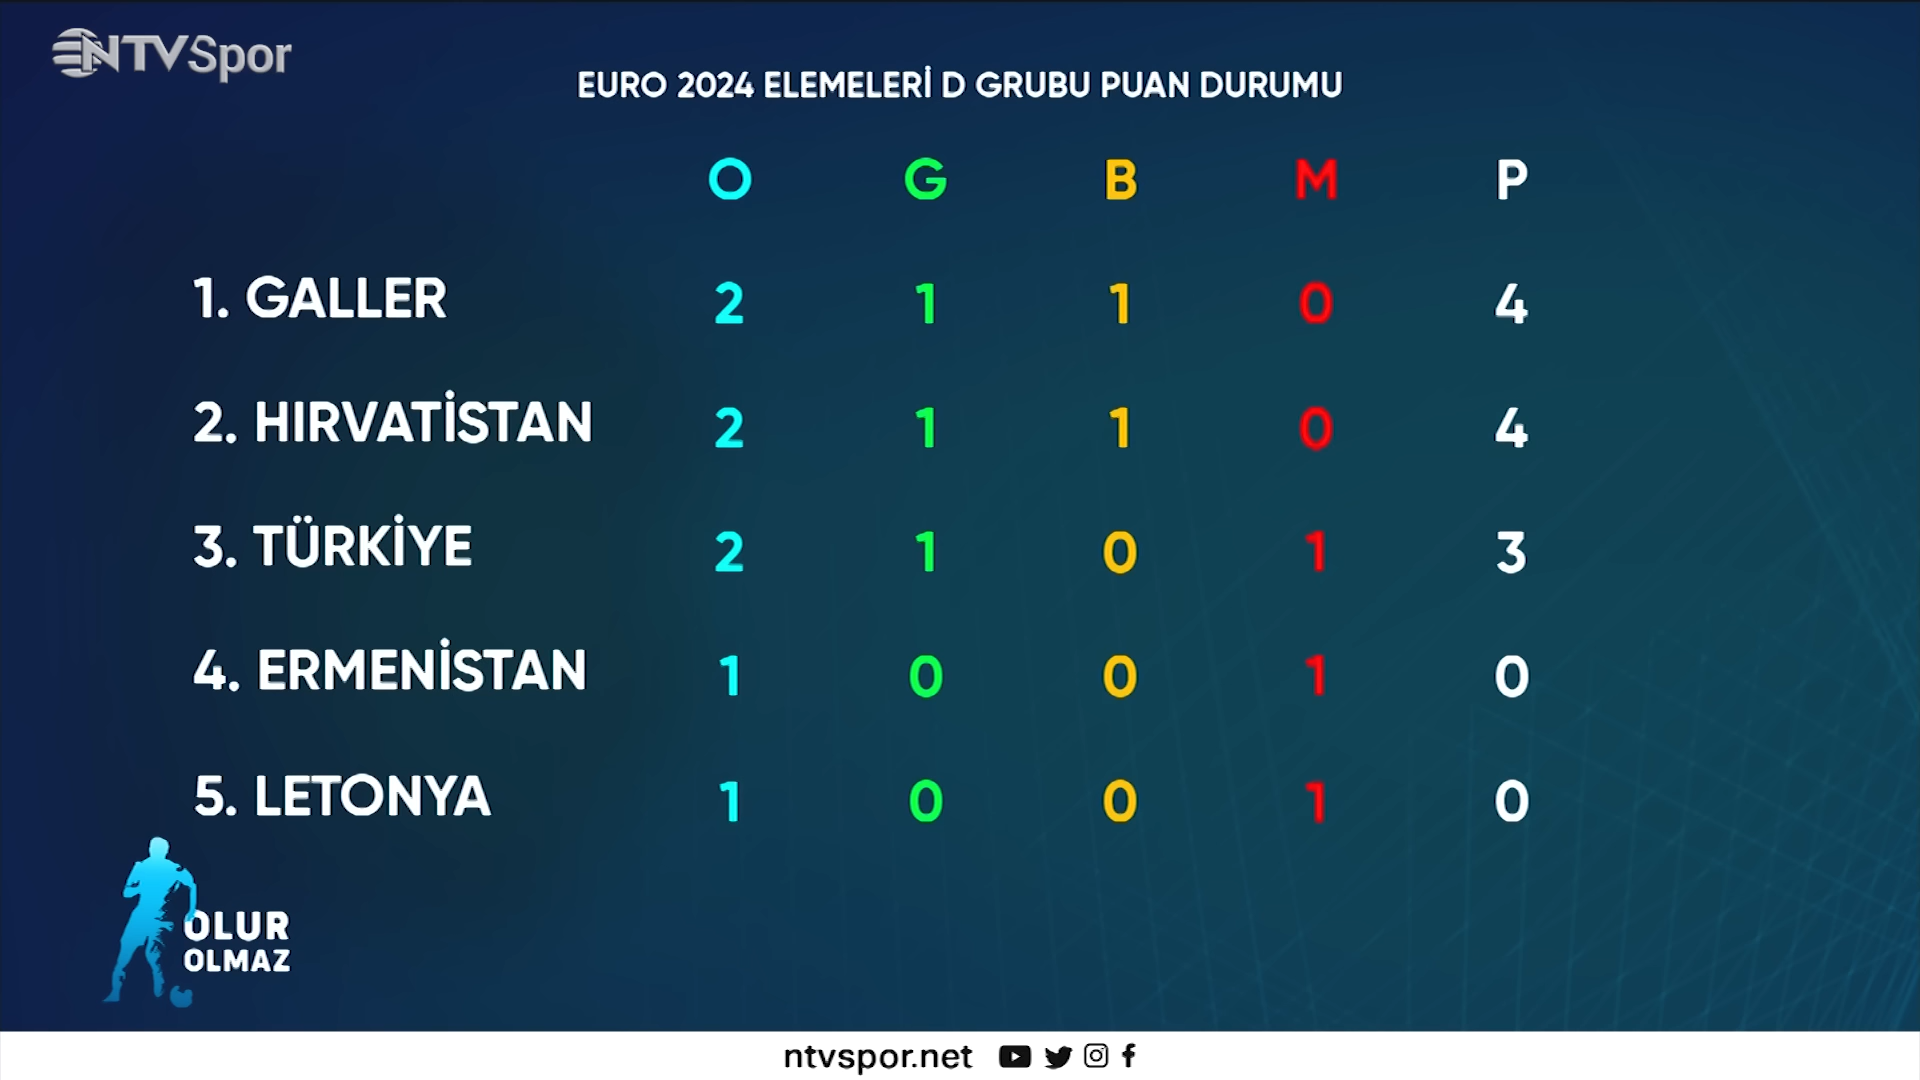 NTVSpor
EURO 2024 ELEMELERİ D GRUBU PUAN DURUMU
O G B M P
1. GALLER 2 1 1 0 4
2. HIRVATİSTAN 2 1 1 0 4
3. TÜRKİYE 2 1 0 1 3
4. ERMENİSTAN 1 0 0 1 0
5. LETONYA 1 0 0 1 0
OLUR
OLMAZ
ntvspor.net